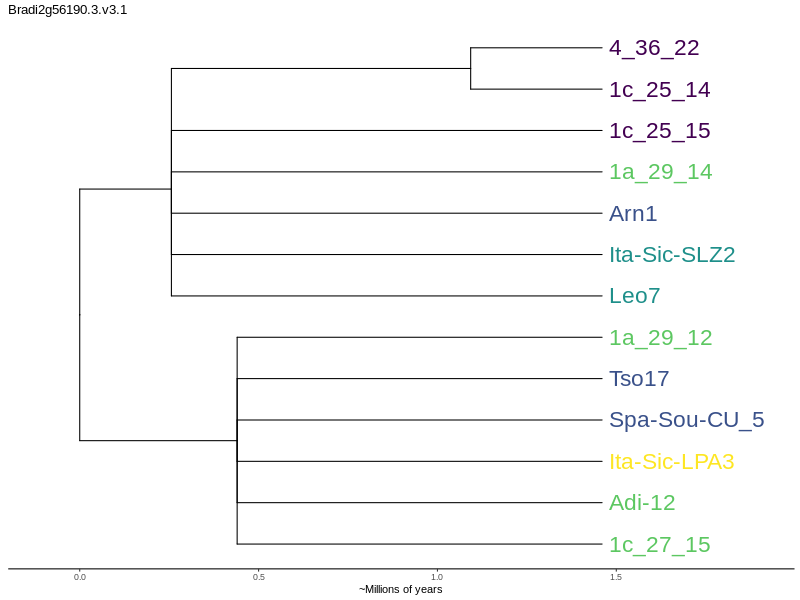 Bradi2g56190.3.v3.1
4_36_22
1c_25_14
1c_25_15
1a_29_14
Arn1
Ita-Sic-SLZ2
Leo7
1a_29_12
Tso17
Spa-Sou-CU_5
Ita-Sic-LPA3
Adi-12
1c_27_15
0.0 0.5 1.0 1.5
~Millions of years